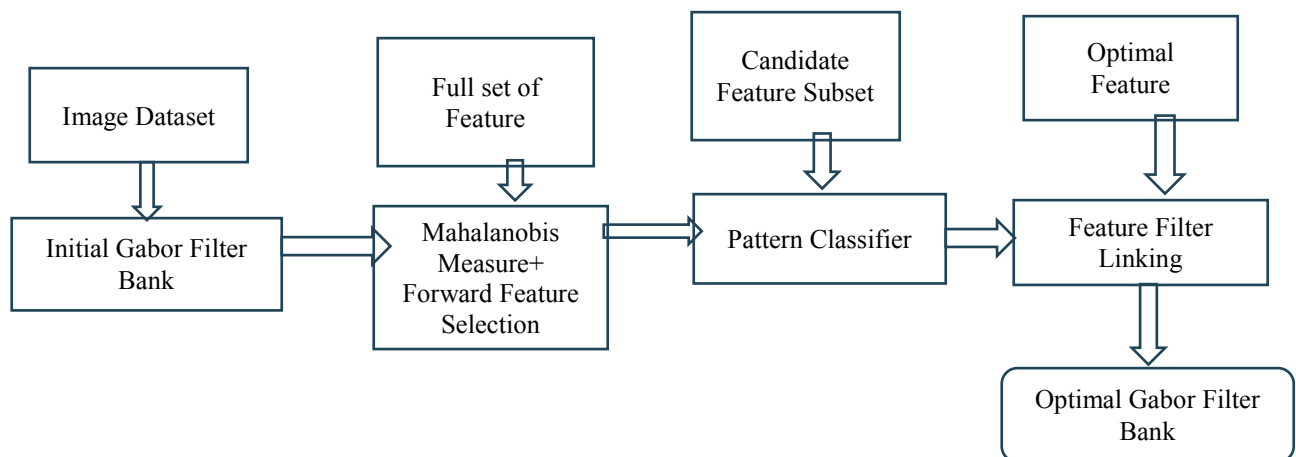 Image Dataset
Full set of
Feature
Candidate
Feature Subset
Optimal
Feature
Initial Gabor Filter
Bank
Mahalanobis
Measure+
Forward Feature
Selection
Pattern Classifier
Feature Filter
Linking
Optimal Gabor Filter
Bank